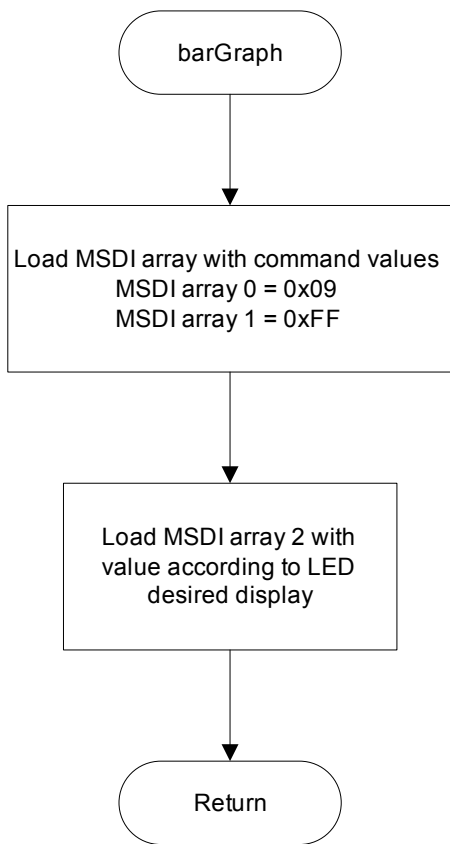 barGraph
Load MSDI array with command values
MSDI array 0 = 0x09
MSDI array 1 = 0xFF
Load MSDI array 2 with
value according to LED
desired display
Return